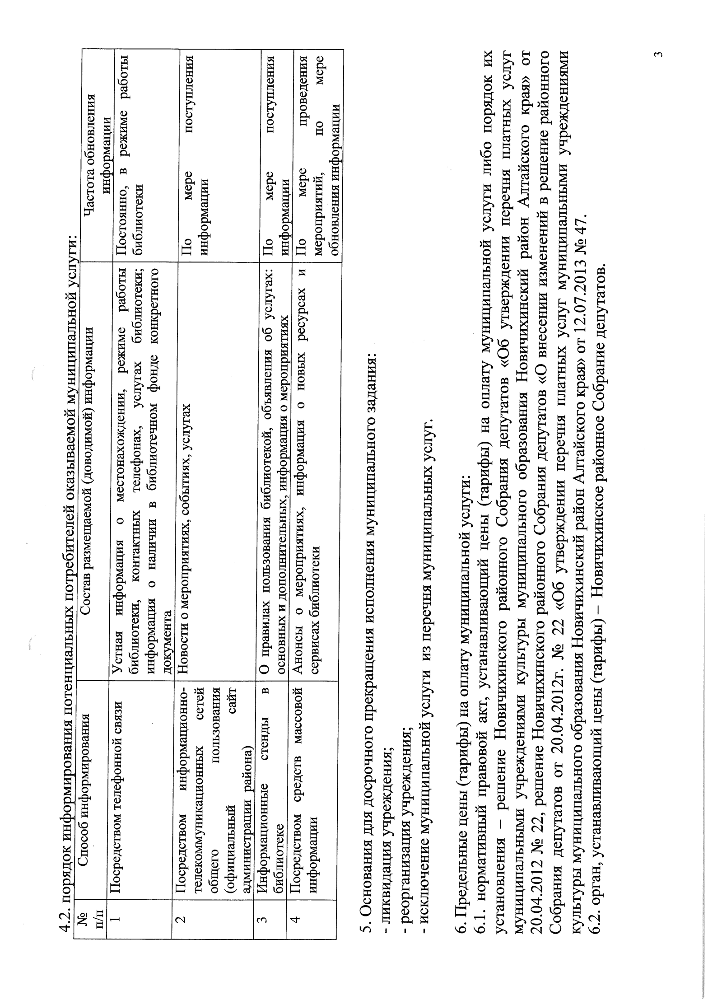 4.2. порядок информирования потенциальных потребителей оказываемой муниципальной услуги:
№
п/п
Способ информирования
Состав размещаемой (доводимой) информации
Частота обновления
информации
1
Посредством телефонной связи
Устная информация о местонахождении, режиме работы
библиотеки, контактных телефонах, услугах библиотеки;
информация о наличии в библиотечном фонде конкретного
документа
Постоянно, в режиме работы
библиотеки
2
Посредством информационно-
телекоммуникационных сетей
общего пользования
(официальный сайт
администрации района)
Новости о мероприятиях, событиях, услугах
По мере поступления
информации
3
Информационные стенды в
библиотеке
О правилах пользования библиотекой, объявления об услугах:
основных и дополнительных, информация о мероприятиях
По мере поступления
информации
4
Посредством средств массовой
информации
Анонсы о мероприятиях, информация о новых ресурсах и
сервисах библиотеки
По мере проведения
мероприятий, по мере
обновления информации
5. Основания для досрочного прекращения исполнения муниципального задания:
- ликвидация учреждения;
- реорганизация учреждения;
- исключение муниципальной услуги из перечня муниципальных услуг.
6. Предельные цены (тарифы) на оплату муниципальной услуги:
6.1. нормативный правовой акт, устанавливающий цены (тарифы) на оплату муниципальной услуги либо порядок их
установления – решение Новичихинского районного Собрания депутатов «Об утверждении перечня платных услуг
муниципальными учреждениями культуры муниципального образования Новичихинский район Алтайского края» от
20.04.2012 № 22, решение Новичихинского районного Собрания депутатов «О внесении изменений в решение районного
Собрания депутатов от 20.04.2012г. № 22 «Об утверждении перечня платных услуг муниципальными учреждениями
культуры муниципального образования Новичихинский район Алтайского края» от 12.07.2013 № 47.
6.2. орган, устанавливающий цены (тарифы) – Новичихинское районное Собрание депутатов.
3